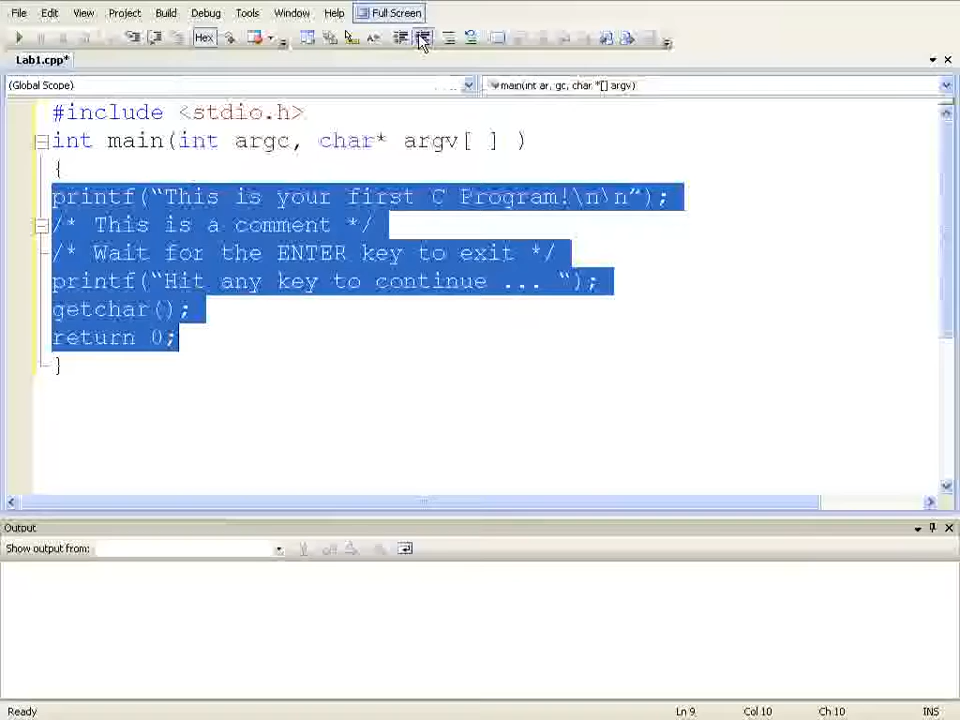 File Edit View Project Build Debug Tools Window Help Full Screen
Hex
Lab1.cpp*
(Global Scope) main(int ar, gc, char *[] argv)
#include <stdio.h>
int main(int argc, char* argv[ ] )
{
printf(“This is your first C Program!\n\n”);
/* This is a comment */
/* Wait for the ENTER key to exit */
printf(“Hit any key to continue ... “);
getchar();
return 0;
}
Output
Show output from:
Ready Ln 9 Col 10 Ch 10 INS